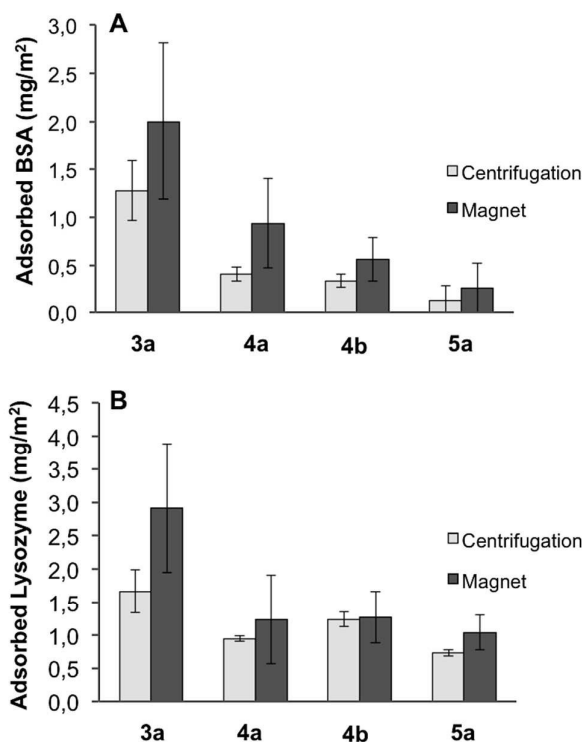 A
Adsorbed BSA (mg/m²)
3,0
2,5
2,0
1,5
1,0
0,5
0,0
Centrifugation
Magnet
3a 4a 4b 5a
B
Adsorbed Lysozyme (mg/m²)
4,5
4,0
3,5
3,0
2,5
2,0
1,5
1,0
0,5
0,0
Centrifugation
Magnet
3a 4a 4b 5a